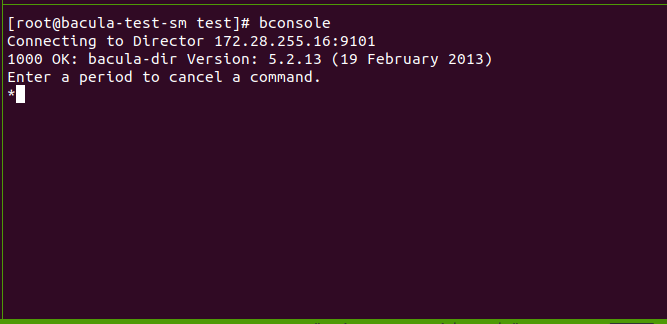 [root@bacula-test-sm test]# bconsole
Connecting to Director 172.28.255.16:9101
1000 OK: bacula-dir Version: 5.2.13 (19 February 2013)
Enter a period to cancel a command.
*